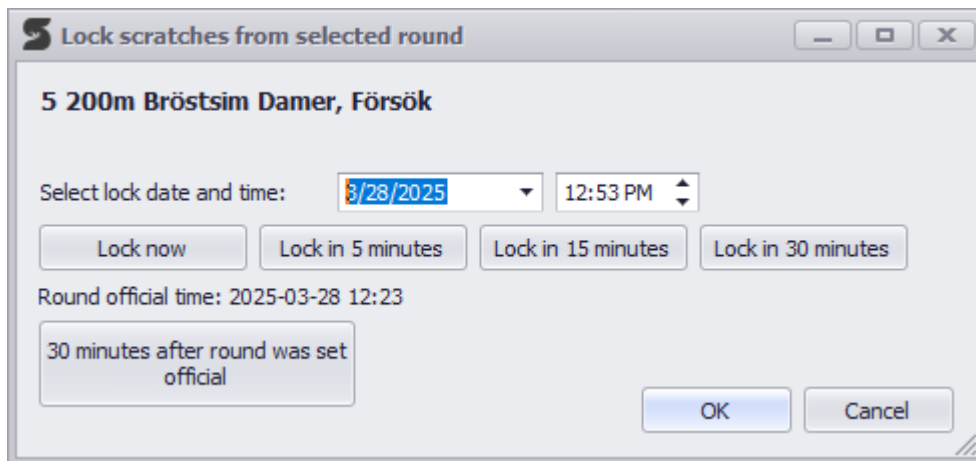 Lock scratches from selected round
5 200m Bröstsim Damer, Försök
Select lock date and time: 3/28/2025 12:53 PM
Lock now Lock in 5 minutes Lock in 15 minutes Lock in 30 minutes
Round official time: 2025-03-28 12:23
30 minutes after round was set
official
OK Cancel